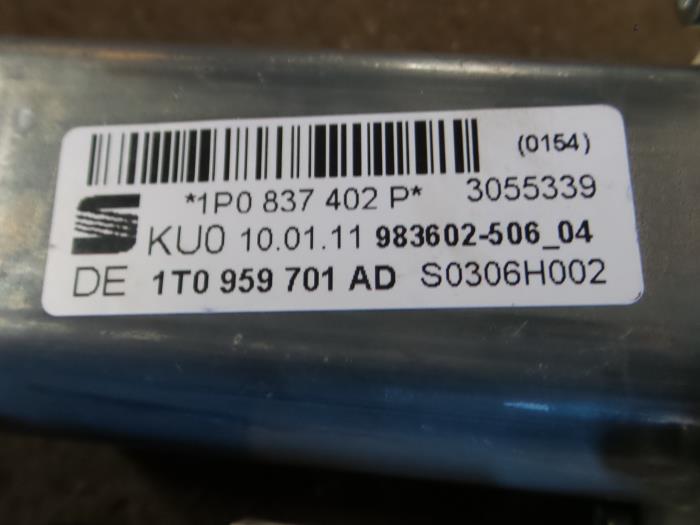 (0154)
*1P0 837 402 P* 3055339
KU0 10.01.11 983602-506_04
DE 1T0 959 701 AD S0306H002